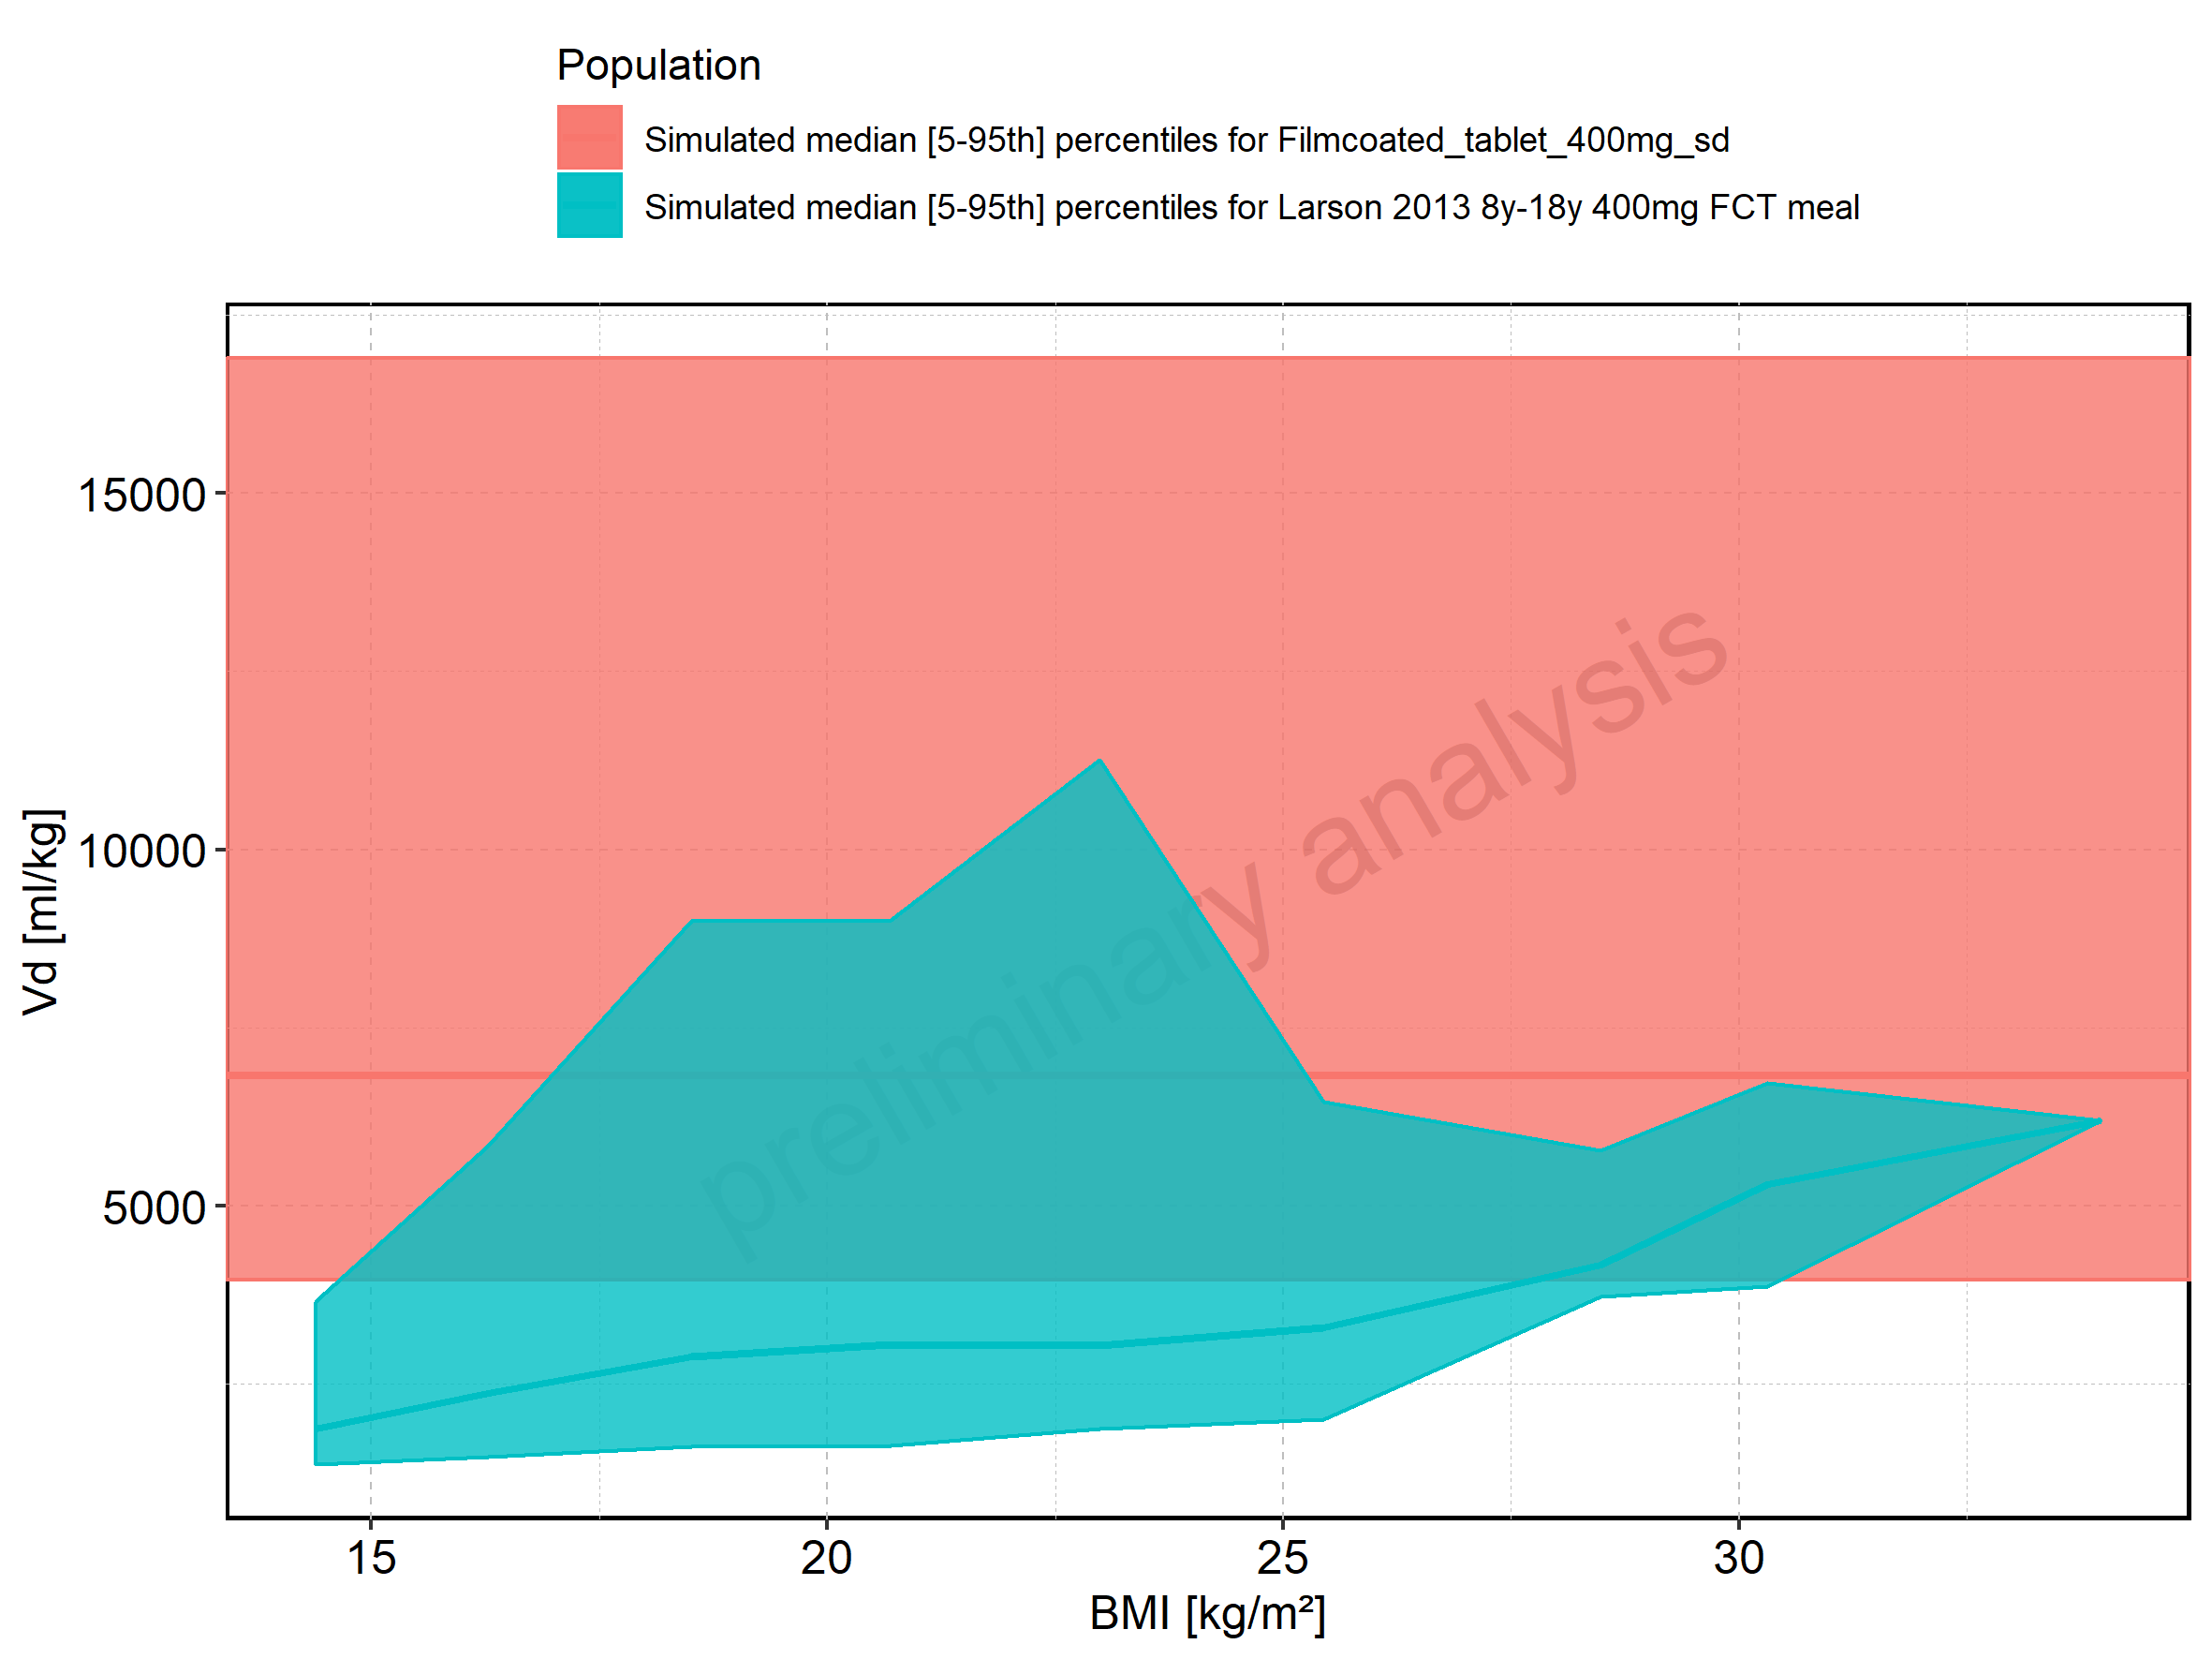 Population
Simulated median [5-95th] percentiles for Filmcoated_tablet_400mg_sd
Simulated median [5-95th] percentiles for Larson 2013 8y-18y 400mg FCT meal
15000
10000
5000
Vd [ml/kg]
preliminary analysis
15 20 25 30
BMI [kg/m²]